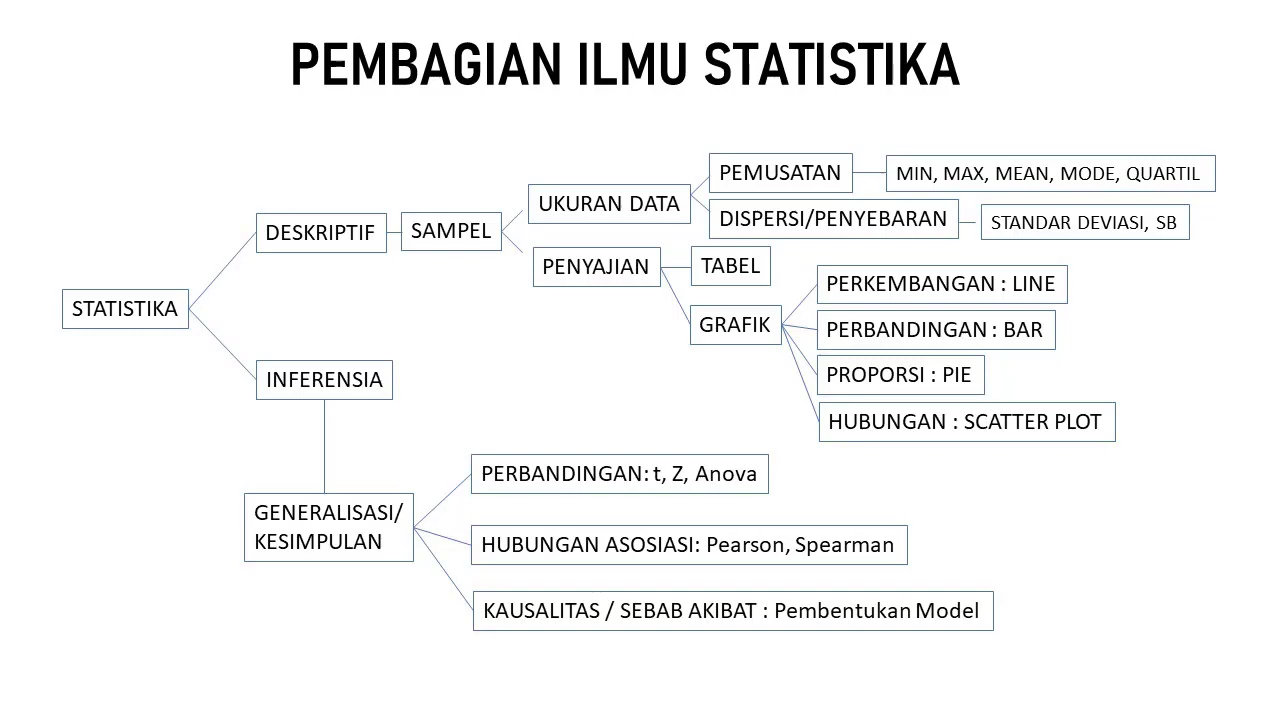 PEMBAGIAN ILMU STATISTIKA
STATISTIKA
DESKRIPTIF
SAMPEL
UKURAN DATA
PEMUSATAN
MIN, MAX, MEAN, MODE, QUARTIL
DISPERSI/PENYEBARAN
STANDAR DEVIASI, SB
PENYAJIAN
TABEL
GRAFIK
PERKEMBANGAN : LINE
PERBANDINGAN : BAR
PROPORSI : PIE
HUBUNGAN : SCATTER PLOT
INFERENSIA
GENERALISASI/
KESIMPULAN
PERBANDINGAN: t, Z, Anova
HUBUNGAN ASOSIASI: Pearson, Spearman
KAUSALITAS / SEBAB AKIBAT : Pembentukan Model